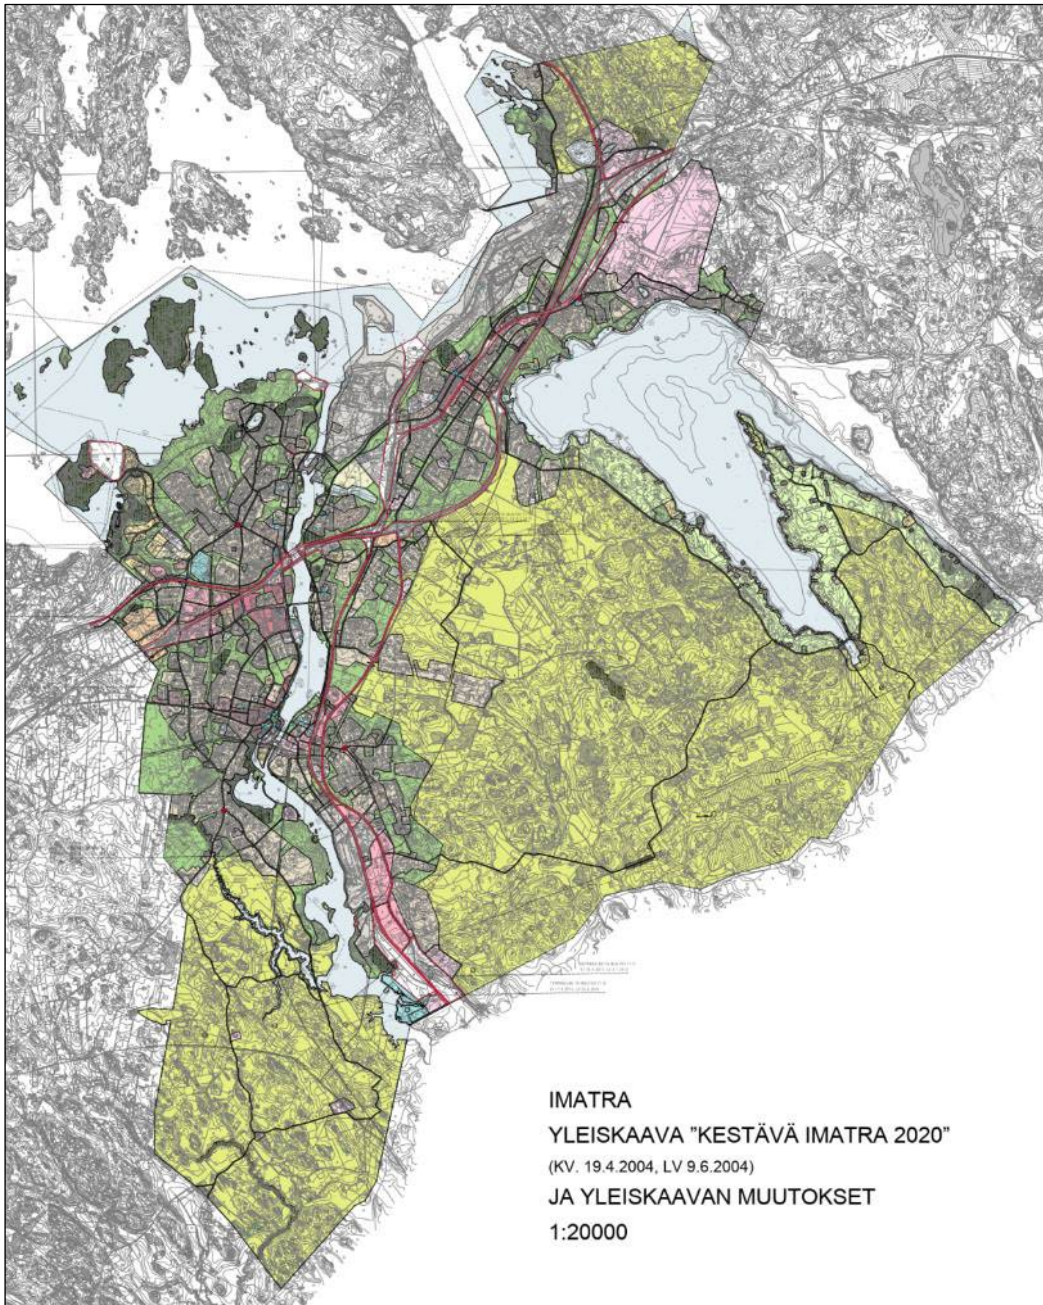 IMATRA
YLEISKAAVA "KESTÄVÄ IMATRA 2020"
(KV. 19.4.2004, LV 9.6.2004)
JA YLEISKAAVAN MUUTOKSET
1:20000